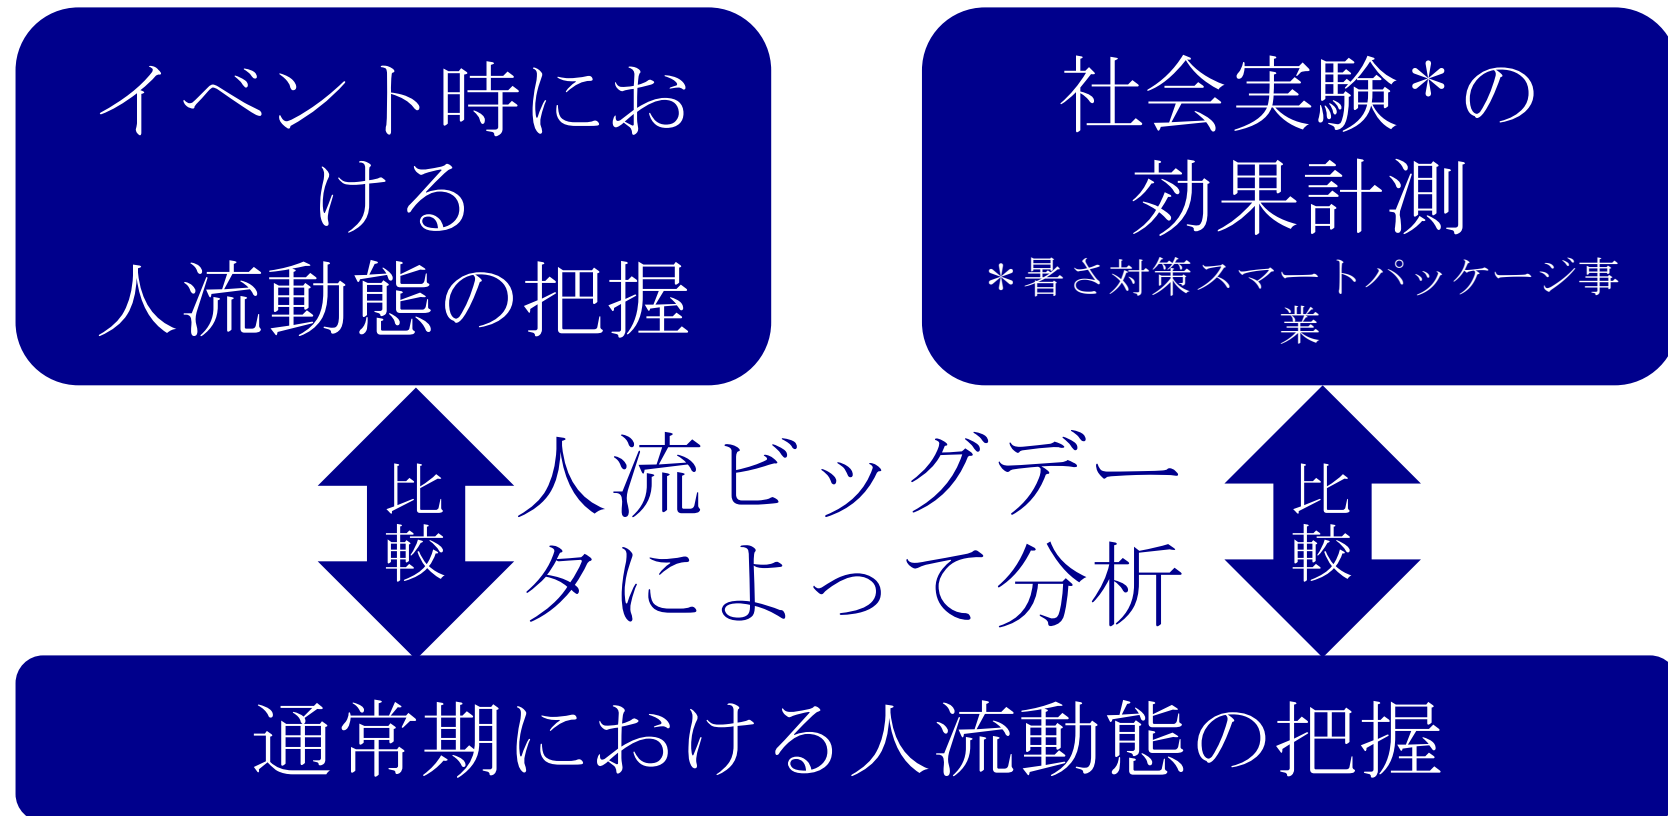 イベント時にお
ける
人流動態の把握
社会実験*の
効果計測
*暑さ対策スマートパッケージ事
業
比
較
人流ビッグデー
タによって分析
比
較
通常期における人流動態の把握